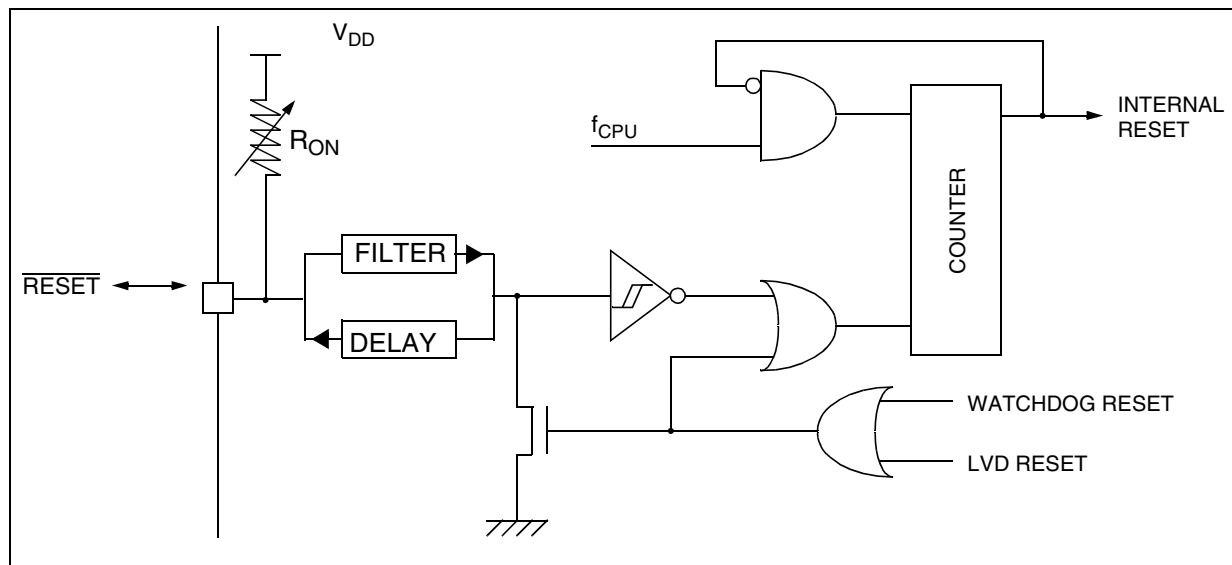 VDD
RON
fCPU
INTERNAL
RESET
COUNTER
FILTER
RESET
DELAY
WATCHDOG RESET
LVD RESET